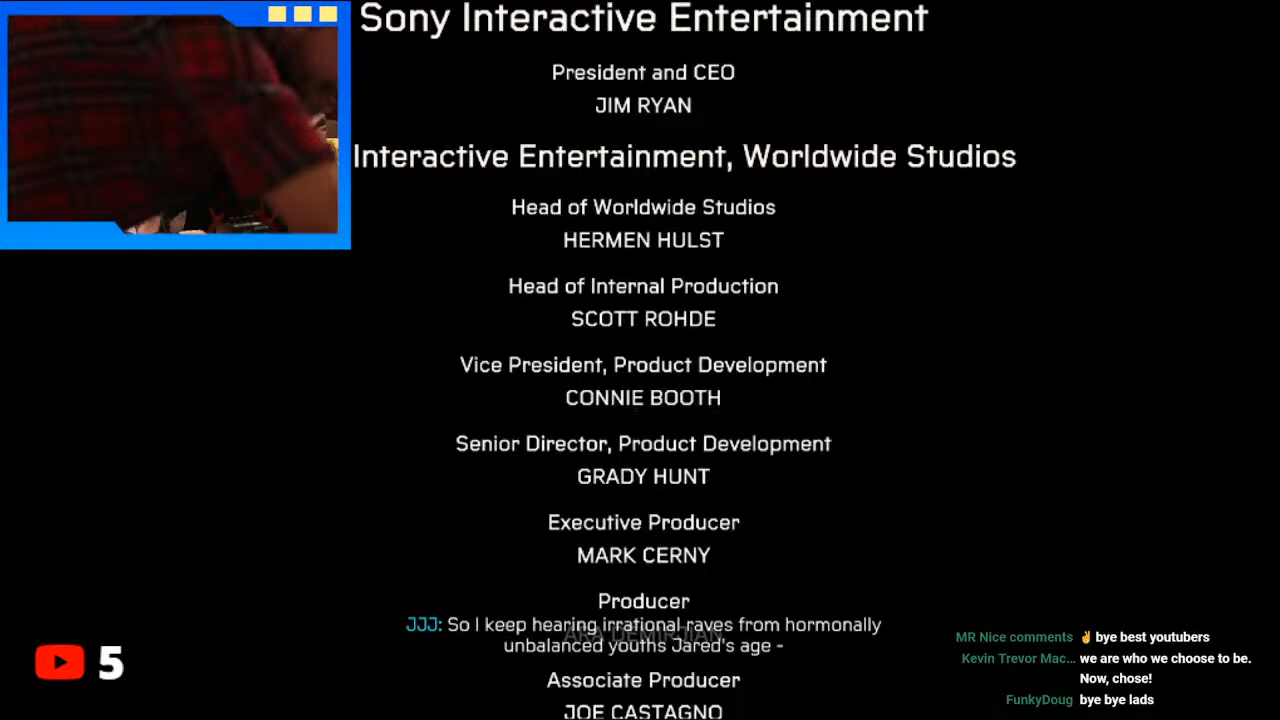 Sony Interactive Entertainment
President and CEO
JIM RYAN
Interactive Entertainment, Worldwide Studios
Head of Worldwide Studios
HERMEN HULST
Head of Internal Production
SCOTT ROHDE
Vice President, Product Development
CONNIE BOOTH
Senior Director, Product Development
GRADY HUNT
Executive Producer
MARK CERNY
Producer
ARA DEMIRJIAN
JJJ: So I keep hearing irrational raves from hormonally
unbalanced youths Jared's age -
Associate Producer
JOE CASTAGNO
5
MR Nice comments ✌ bye best youtubers
Kevin Trevor Mac... we are who we choose to be.
Now, chose!
FunkyDoug bye bye lads